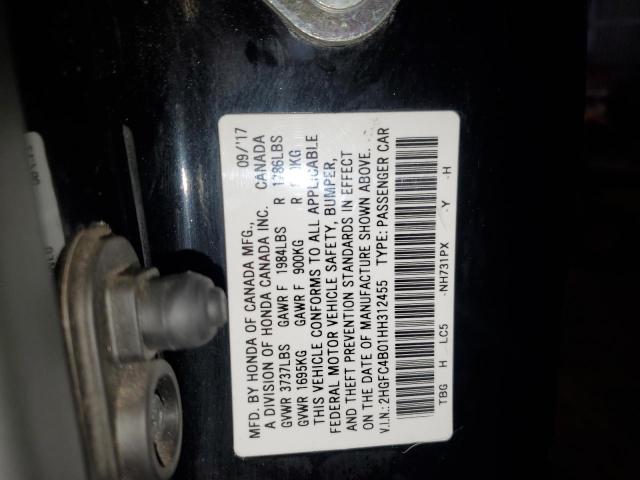 MFD. BY HONDA OF CANADA MFG., 09/'17
A DIVISION OF HONDA CANADA INC. CANADA
GVWR 3737LBS GAWR F 1984LBS R 1786LBS
GVWR 1695KG GAWR F 900KG R
THIS VEHICLE CONFORMS TO ALL APPLICABLE
FEDERAL MOTOR VEHICLE SAFETY, BUMPER,
AND THEFT PREVENTION STANDARDS IN EFFECT
ON THE DATE OF MANUFACTURE SHOWN ABOVE.
V.I.N.: 2HGFC4B01HH312455 TYPE: PASSENGER CAR
TBG H LC5 -NH731PX -Y -H